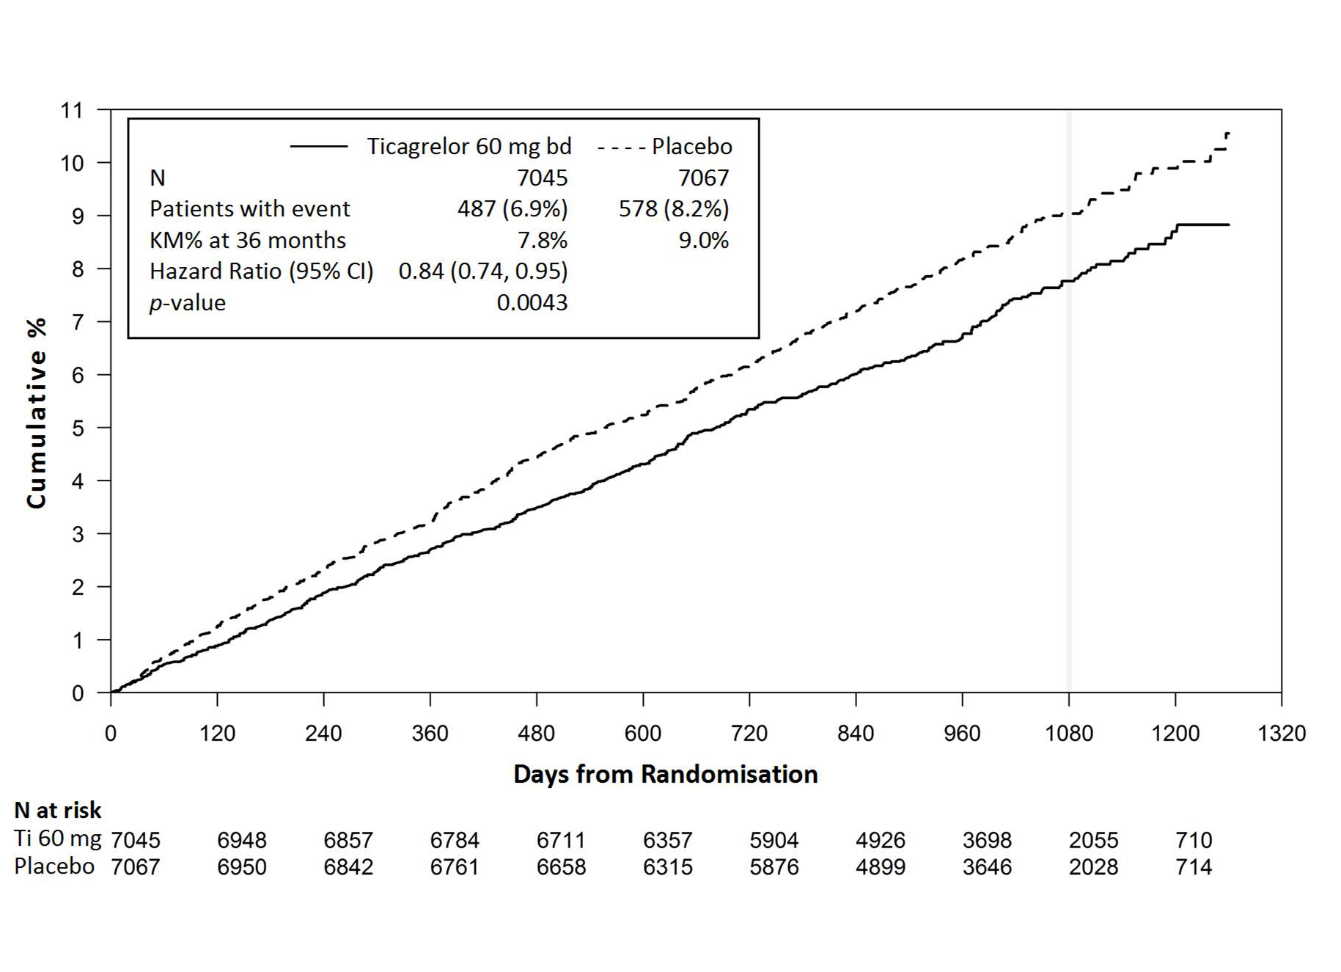 11
10
9
8
7
6
5
4
3
2
1
0
Cumulative %
Ticagrelor 60 mg bd Placebo
N 7045 7067
Patients with event 487 (6.9%) 578 (8.2%)
KM% at 36 months 7.8% 9.0%
Hazard Ratio (95% CI) 0.84 (0.74, 0.95)
p-value 0.0043
0 120 240 360 480 600 720 840 960 1080 1200 1320
Days from Randomisation
N at risk
Ti 60 mg 7045 6948 6857 6784 6711 6357 5904 4926 3698 2055 710
Placebo 7067 6950 6842 6761 6658 6315 5876 4899 3646 2028 714